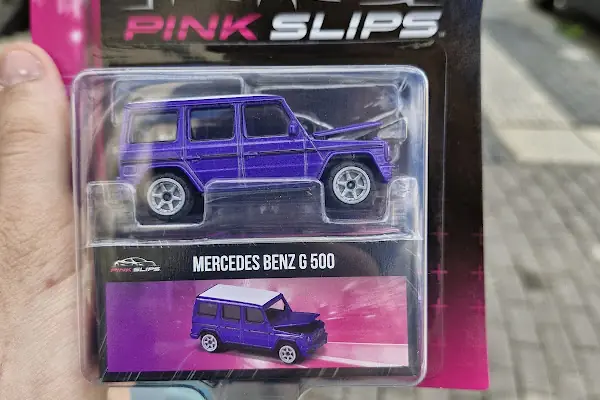 PINK SLIPS
PINK SLIPS
MERCEDES BENZ G 500